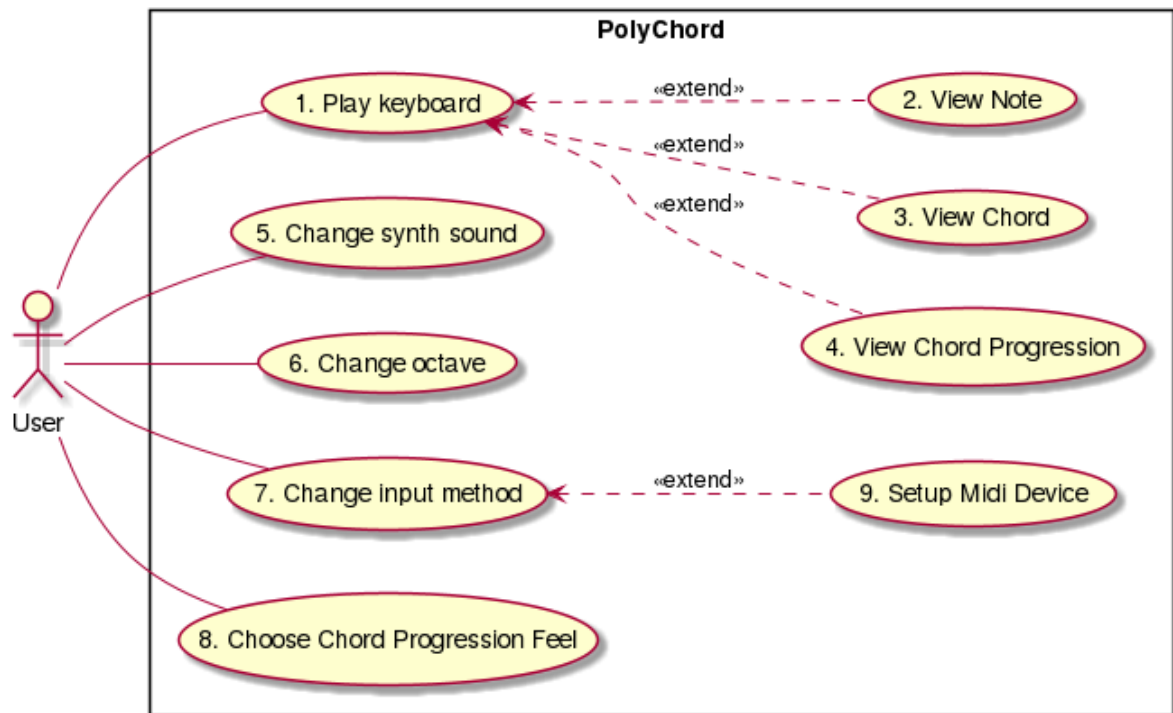 PolyChord
1. Play keyboard
«extend»
2. View Note
«extend»
3. View Chord
«extend»
4. View Chord Progression
5. Change synth sound
6. Change octave
User
7. Change input method
«extend»
9. Setup Midi Device
8. Choose Chord Progression Feel